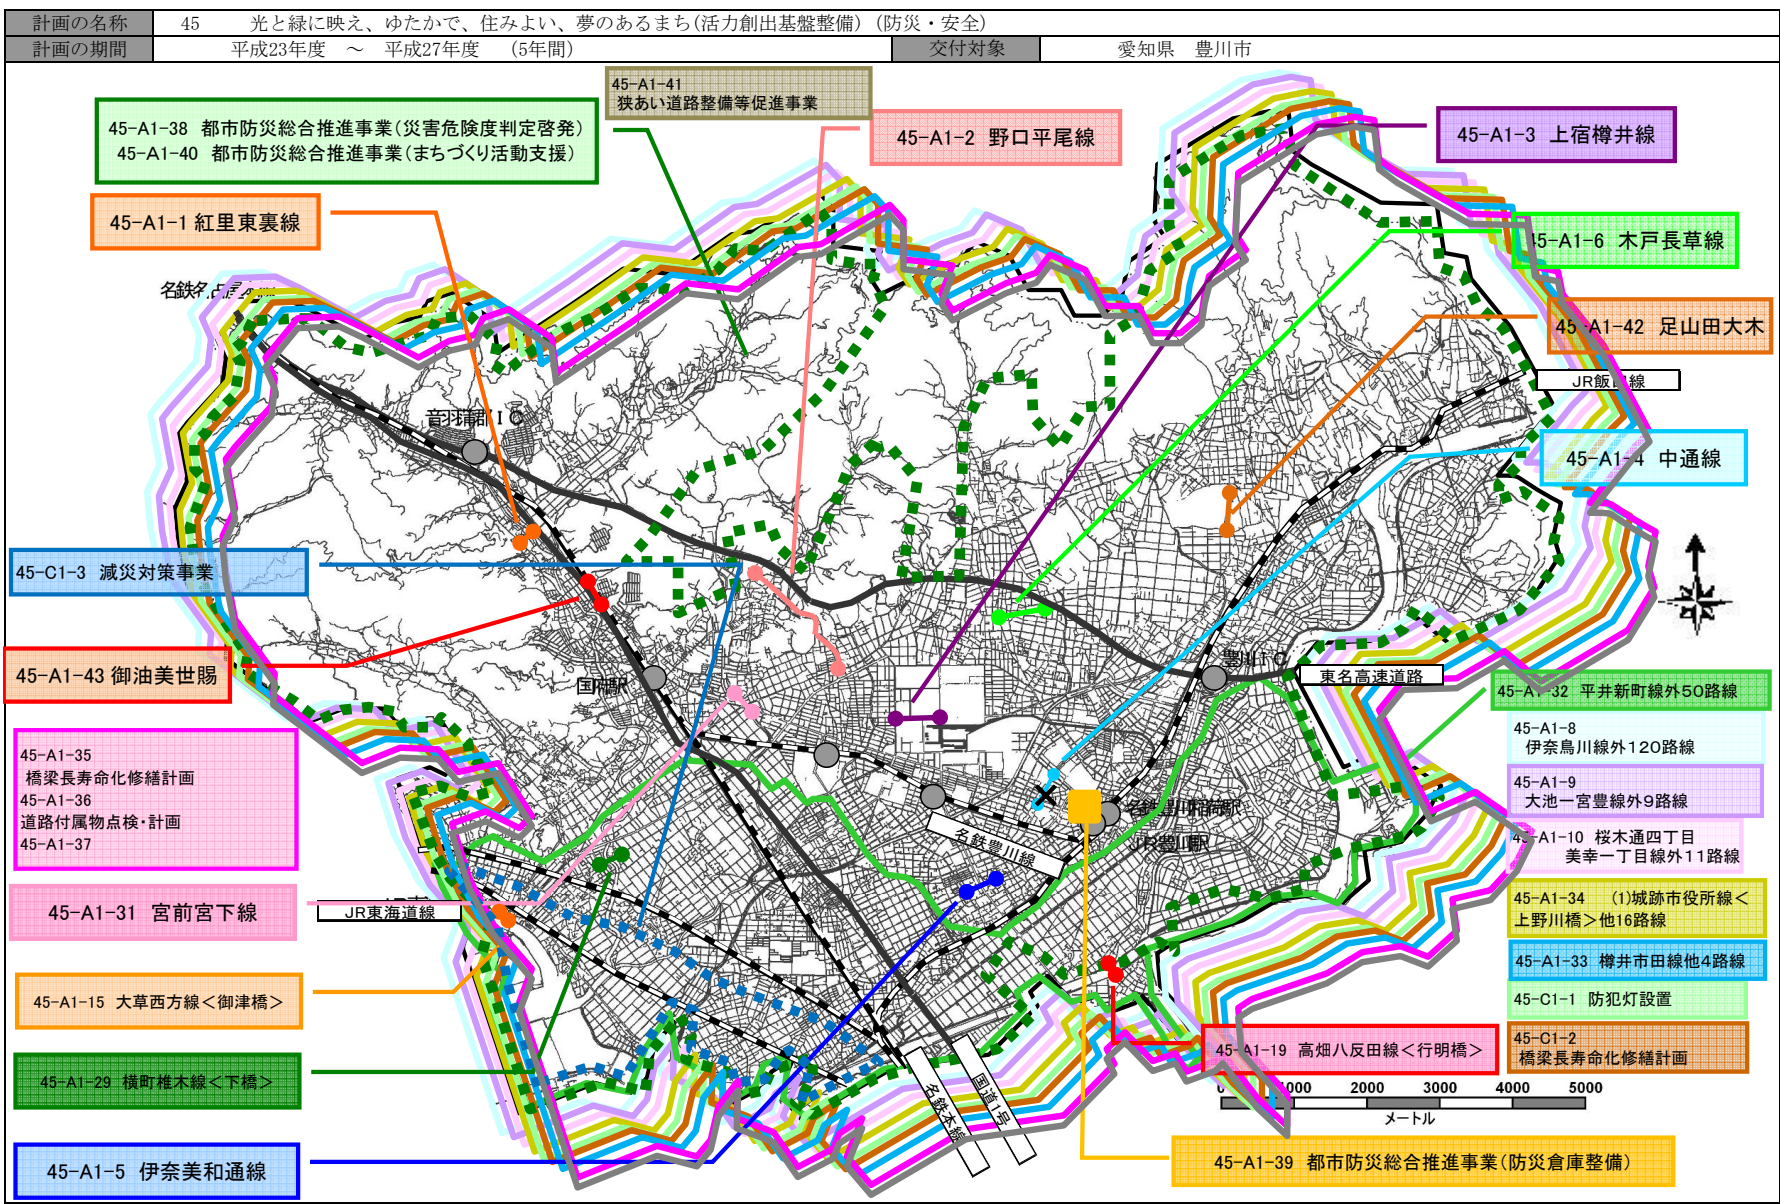 計画の名称 45 光と緑に映え、ゆたかで、住みよい、夢のあるまち(活力創出基盤整備) (防災・安全)
計画の期間 平成23年度 ～ 平成27年度 (5年間) 交付対象 愛知県 豊川市
45-A1-41
狭あい道路整備等促進事業
45-A1-38 都市防災総合推進事業(災害危険度判定啓発)
45-A1-40 都市防災総合推進事業(まちづくり活動支援)
45-A1-2 野口平尾線
45-A1-3 上宿樽井線
45-A1-1 紅里東裏線
45-A1-6 木戸長草線
名鉄名古屋本線
45-A1-42 足山田大木
JR飯田線
音羽蒲郡IC
45-A1-4 中通線
45-C1-3 減災対策事業
45-A1-43 御油美世賜
国府駅
豊川IC
東名高速道路
45-A1-32 平井新町線外50路線
45-A1-35
橋梁長寿命化修繕計画
45-A1-36
道路付属物点検・計画
45-A1-37
45-A1-8
伊奈鳥川線外120路線
45-A1-9
大池一宮豊線外9路線
名鉄豊川稲荷駅
JR豊川駅
名鉄豊川線
45-A1-10 桜木通四丁目
美幸一丁目線外11路線
45-A1-31 宮前宮下線
JR東海道線
45-A1-34 (1)城跡市役所線<
上野川橋>他16路線
45-A1-33 樽井市田線他4路線
45-A1-15 大草西方線<御津橋>
45-C1-1 防犯灯設置
45-A1-19 高畑八反田線<行明橋>
45-C1-2
橋梁長寿命化修繕計画
45-A1-29 横町椎木線<下橋>
名鉄本線
国道1号
0 1000 2000 3000 4000 5000
メートル
45-A1-5 伊奈美和通線
45-A1-39 都市防災総合推進事業(防災倉庫整備)